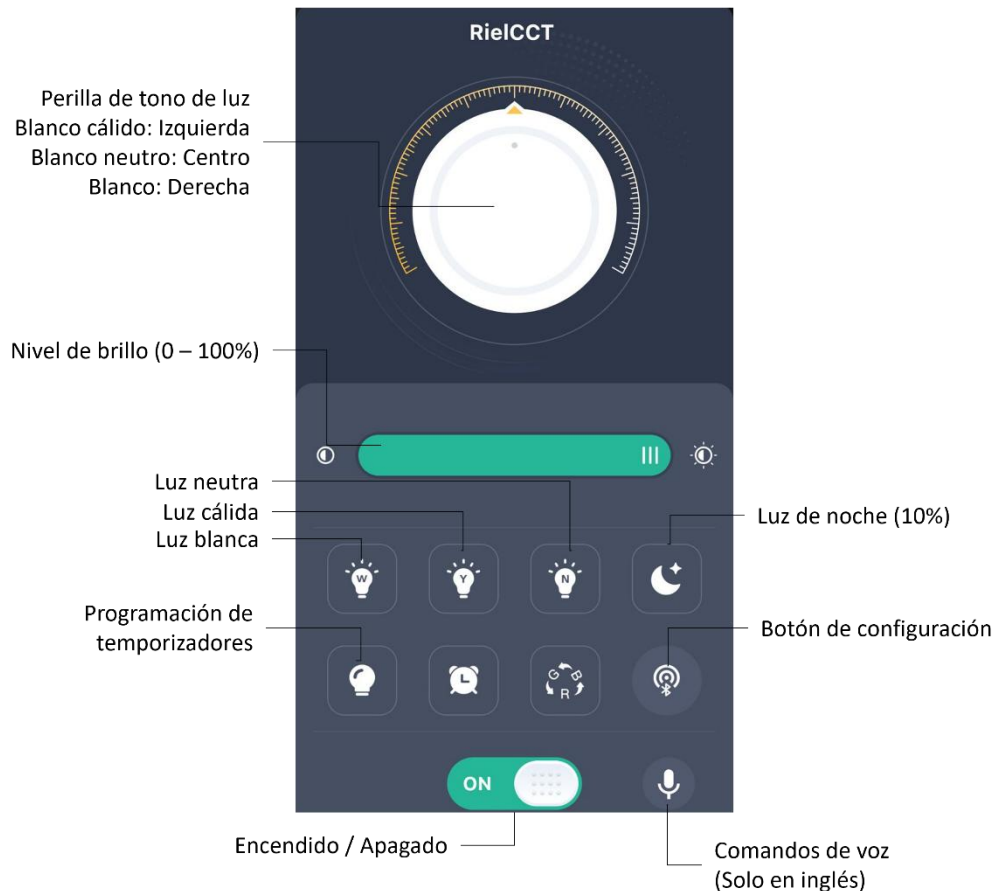 RielCCT
Perilla de tono de luz
Blanco cálido: Izquierda
Blanco neutro: Centro
Blanco: Derecha
Nivel de brillo (0 – 100%)
Luz neutra
Luz cálida
Luz blanca
Luz de noche (10%)
W
Y
N
Programación de
temporizadores
Botón de configuración
G B
R
ON
Encendido / Apagado
Comandos de voz
(Solo en inglés)